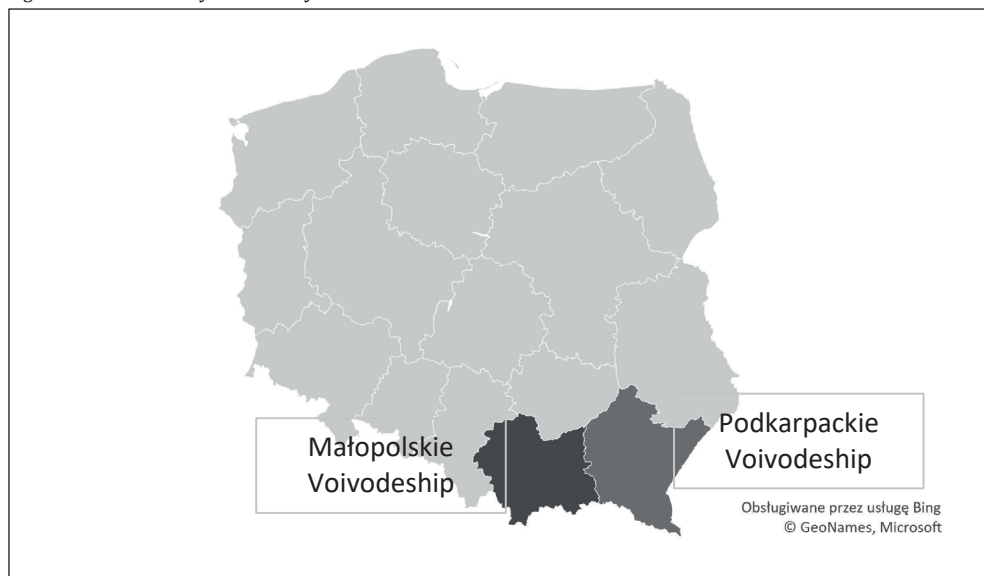 Małopolskie
Voivodeship
Podkarpackie
Voivodeship
Obsługiwane przez usługę Bing
© GeoNames, Microsoft